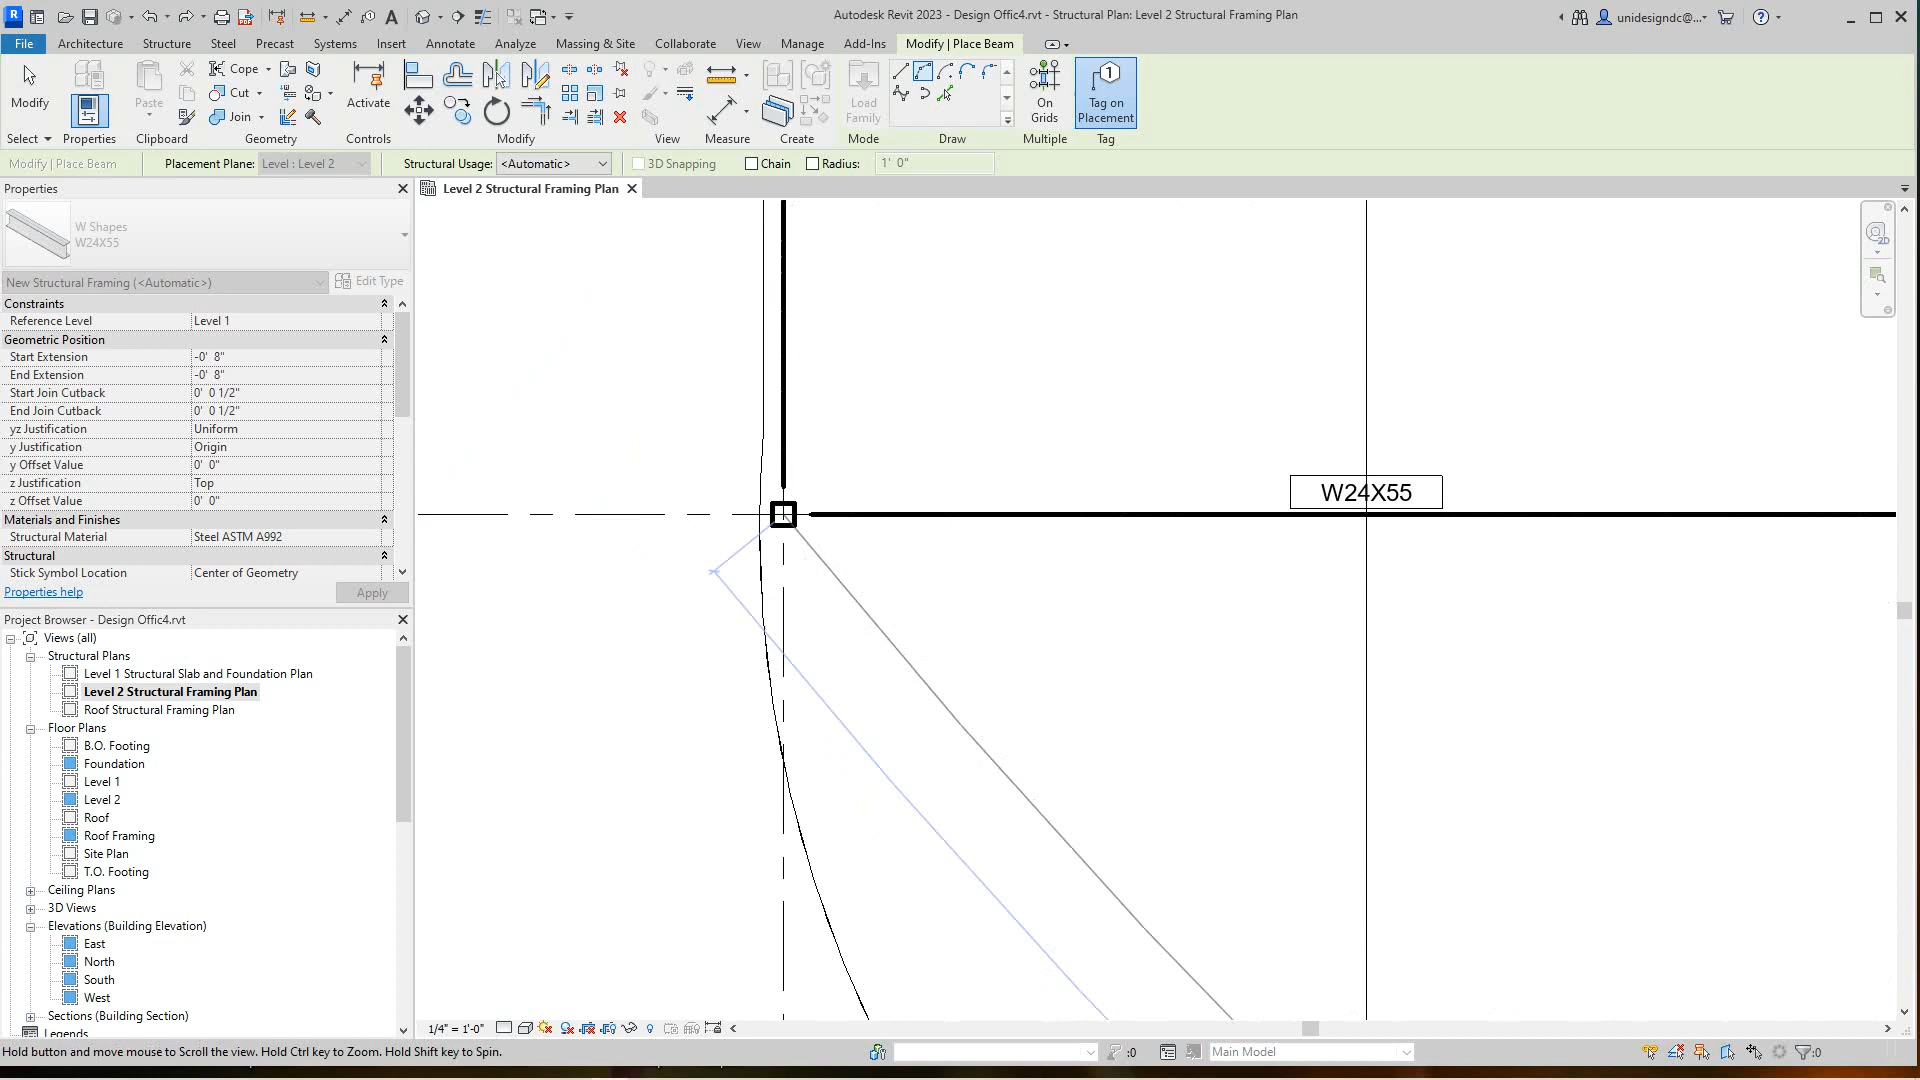 Autodesk Revit 2023 - Design Offic4.rvt - Structural Plan: Level 2 Structural Framing Plan
unidesigndc@...
File Architecture Structure Steel Precast Systems Insert Annotate Analyze Massing & Site Collaborate View Manage Add-Ins Modify | Place Beam
Modify
Paste
Cope
Cut
Join
Activate
Load
Family
On
Grids
Tag on
Placement
Select Properties Clipboard Geometry Controls Modify View Measure Create Mode Draw Multiple Tag
Modify | Place Beam Placement Plane: Level : Level 2 Structural Usage: <Automatic> 3D Snapping Chain Radius: 1' 0"
Properties
Level 2 Structural Framing Plan
W Shapes
W24X55
New Structural Framing (<Automatic>) Edit Type
Constraints
Reference Level Level 1
Geometric Position
Start Extension -0' 8"
End Extension -0' 8"
Start Join Cutback 0' 0 1/2"
End Join Cutback 0' 0 1/2"
yz Justification Uniform
y Justification Origin
y Offset Value 0' 0"
z Justification Top
z Offset Value 0' 0"
Materials and Finishes
Structural Material Steel ASTM A992
Structural
Stick Symbol Location Center of Geometry
Properties help Apply
Project Browser - Design Offic4.rvt
Views (all)
Structural Plans
Level 1 Structural Slab and Foundation Plan
Level 2 Structural Framing Plan
Roof Structural Framing Plan
Floor Plans
B.O. Footing
Foundation
Level 1
Level 2
Roof
Roof Framing
Site Plan
T.O. Footing
Ceiling Plans
3D Views
Elevations (Building Elevation)
East
North
South
West
Sections (Building Section)
Legends
W24X55
2D
1/4" = 1'-0"
Hold button and move mouse to Scroll the view. Hold Ctrl key to Zoom. Hold Shift key to Spin.
:0
Main Model
:0